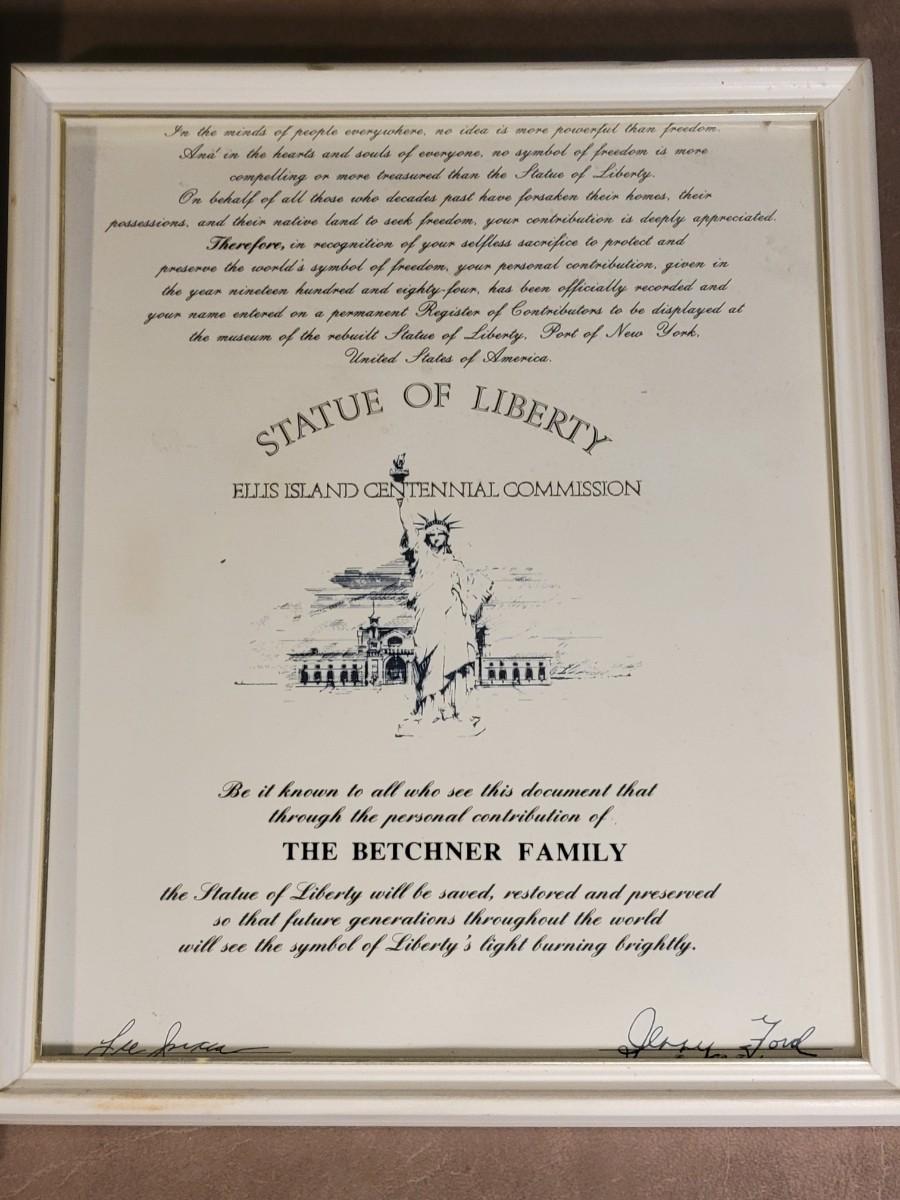 In the minds of people everywhere, no idea is more powerful than freedom.
And in the hearts and souls of everyone, no symbol of freedom is more
compelling or more treasured than the Statue of Liberty.
On behalf of all those who decades past have forsaken their homes, their
possessions, and their native land to seek freedom, your contribution is deeply appreciated.
Therefore, in recognition of your selfless sacrifice to protect and
preserve the world's symbol of freedom, your personal contribution, given in
the year nineteen hundred and eighty-four, has been officially recorded and
your name entered on a permanent Register of Contributors to be displayed at
the museum of the rebuilt Statue of Liberty, Port of New York,
United States of America.
STATUE OF LIBERTY
ELLIS ISLAND CENTENNIAL COMMISSION
Be it known to all who see this document that
through the personal contribution of
THE BETCHNER FAMILY
the Statue of Liberty will be saved, restored and preserved
so that future generations throughout the world
will see the symbol of Liberty's light burning brightly.
Lee Ford